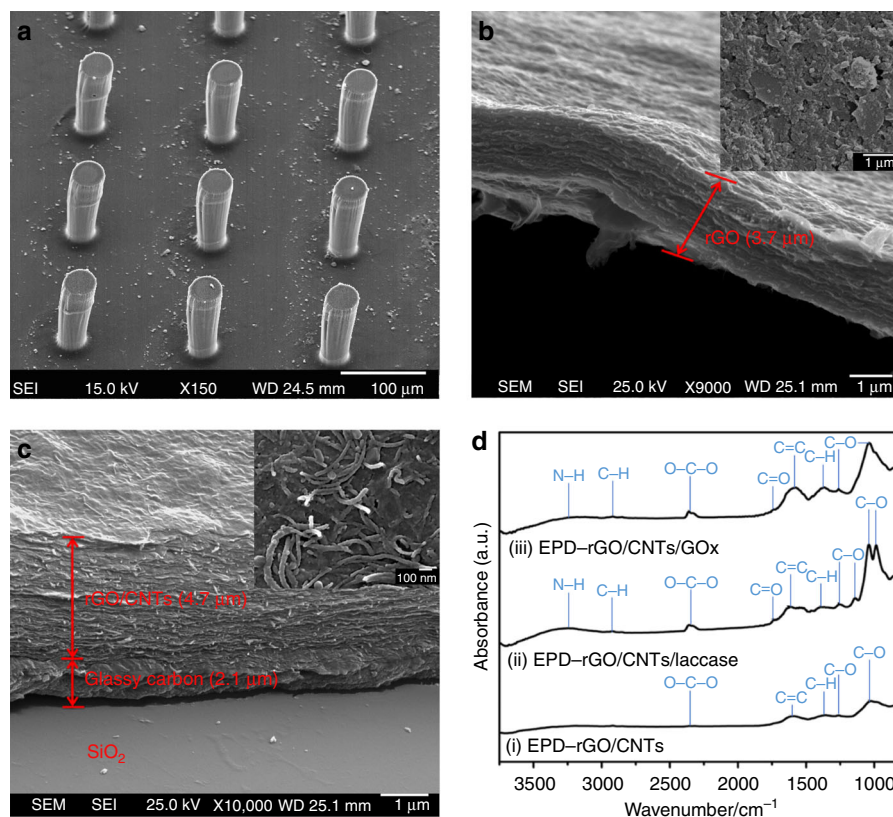 a
SEI 15.0 kV X150 WD 24.5 mm 100 μm
b
1 μm
rGO (3.7 μm)
SEM SEI 25.0 kV X9000 WD 25.1 mm 1 μm
c
100 nm
rGO/CNTs (4.7 μm)
Glassy carbon (2.1 μm)
SiO2
SEM SEI 25.0 kV X10,000 WD 25.1 mm 1 μm
d
Absorbance (a.u.)
N–H C–H O–C–O C=O C=C C–H C–O
(iii) EPD–rGO/CNTs/GOx
N–H C–H O–C–O C=O C=C C–H C–O C–O
(ii) EPD–rGO/CNTs/laccase
O–C–O C=C C–H C–O
(i) EPD–rGO/CNTs
3500 3000 2500 2000 1500 1000
Wavenumber/cm−1